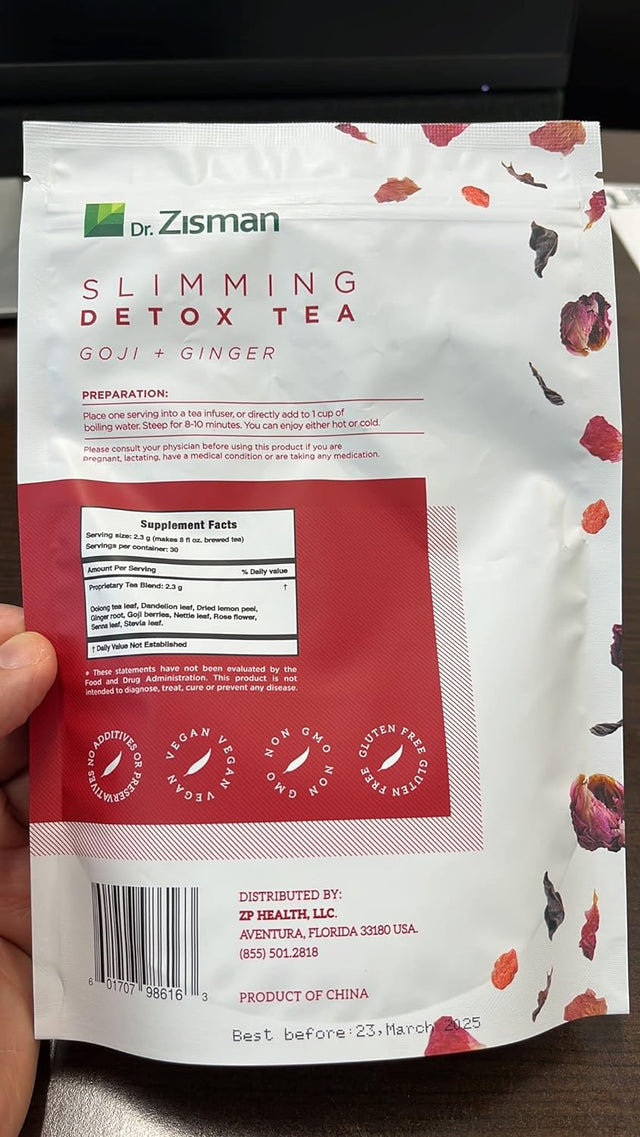 Dr. Zisman
SLIMMING
DETOX TEA
GOJI + GINGER
PREPARATION:
Place one serving into a tea infuser, or directly add to 1 cup of
boiling water. Steep for 8-10 minutes. You can enjoy either hot or cold.
Please consult your physician before using this product if you are
pregnant, lactating, have a medical condition or are taking any medication.
Supplement Facts
Serving size: 2.3 g (makes 8 fl oz. brewed tea)
Servings per container: 30
Amount Per Serving % Daily value
Proprietary Tea Blend: 2.3 g †
Oolong tea leaf, Dandelion leaf, Dried lemon peel,
Ginger root, Goji berries, Nettle leaf, Rose flower,
Senna leaf, Stevia leaf.
† Daily Value Not Established
* These statements have not been evaluated by the
Food and Drug Administration. This product is not
intended to diagnose, treat, cure or prevent any disease.
NO ADDITIVES OR PRESERVATIVES
VEGAN VEGAN VEGAN
NON GMO NON GMO
GLUTEN FREE GLUTEN FREE
DISTRIBUTED BY:
ZP HEALTH, LLC.
AVENTURA, FLORIDA 33180 USA.
(855) 501.2818
6 01707 98616 3
PRODUCT OF CHINA
Best before:23,March 2025